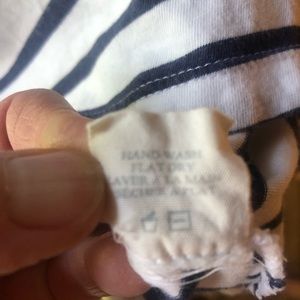 HAND WASH
FLAT DRY
LAVER A LA MAIN
SECHER A PLAT